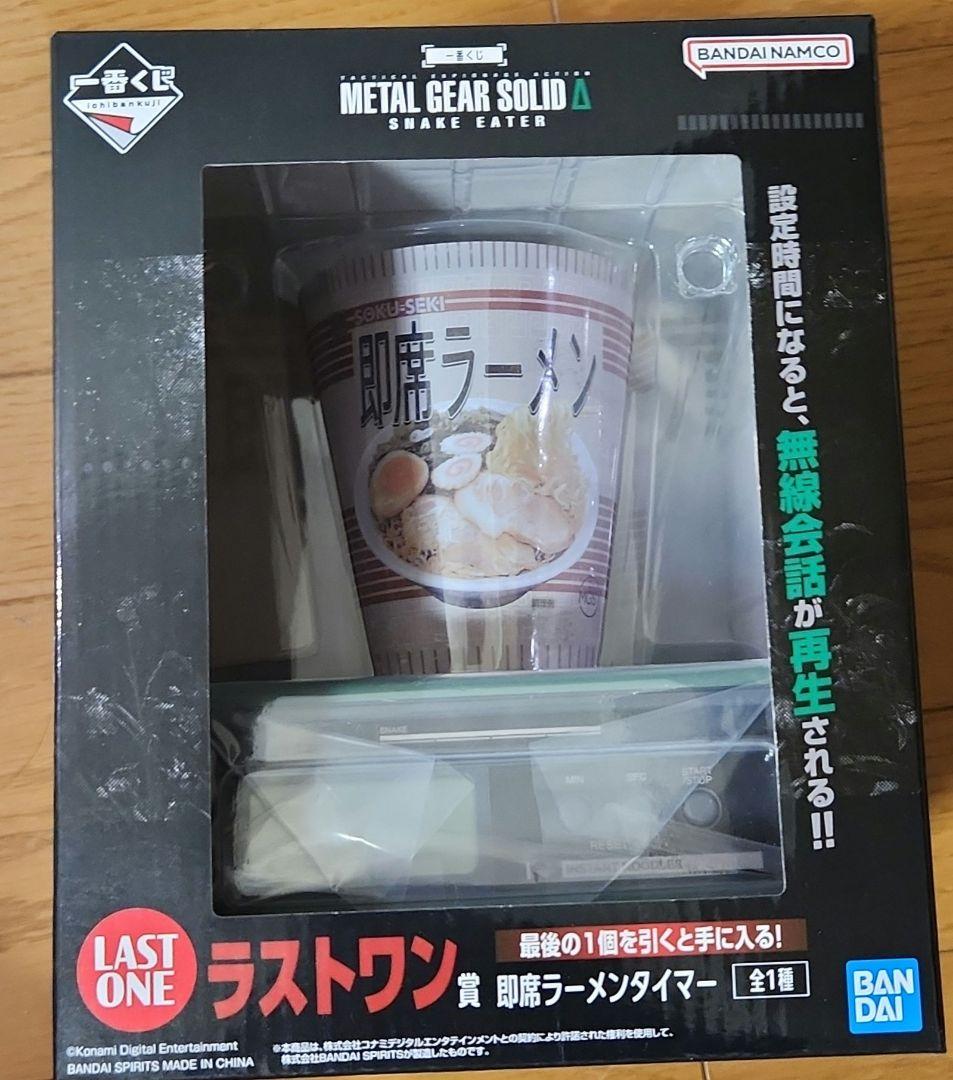 一番くじ
ichibankuji
一番くじ
TACTICAL ESPIONAGE ACTION
METAL GEAR SOLID Δ
SNAKE EATER
BANDAI NAMCO
設定時間になると、無線会話が再生される!!
SOKU-SEKI
即席ラーメン
調理例
MGS
SNAKE
MIN
SEC
START
/STOP
RESET
INSTANT NOODLE
LAST
ONE
ラストワン賞
最後の1個を引くと手に入る!
即席ラーメンタイマー
全1種
BAN
DAI
©Konami Digital Entertainment
BANDAI SPIRITS MADE IN CHINA
※本商品は、株式会社コナミデジタルエンタテインメントとの契約により許諾された権利を使用して、
株式会社BANDAI SPIRITSが製造したものです。